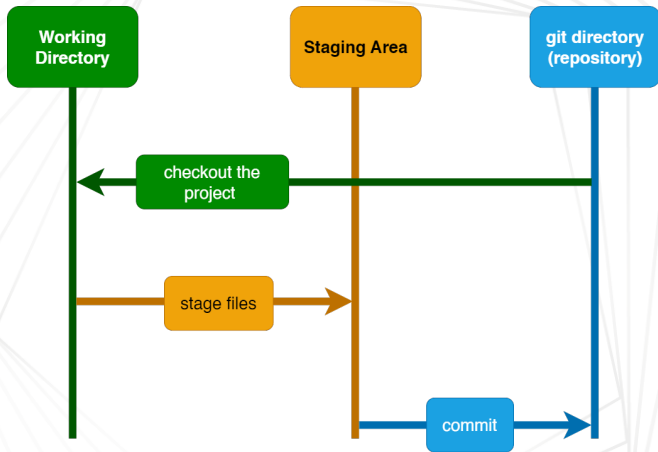 Working
Directory
Staging Area
git directory
(repository)
checkout the
project
stage files
commit